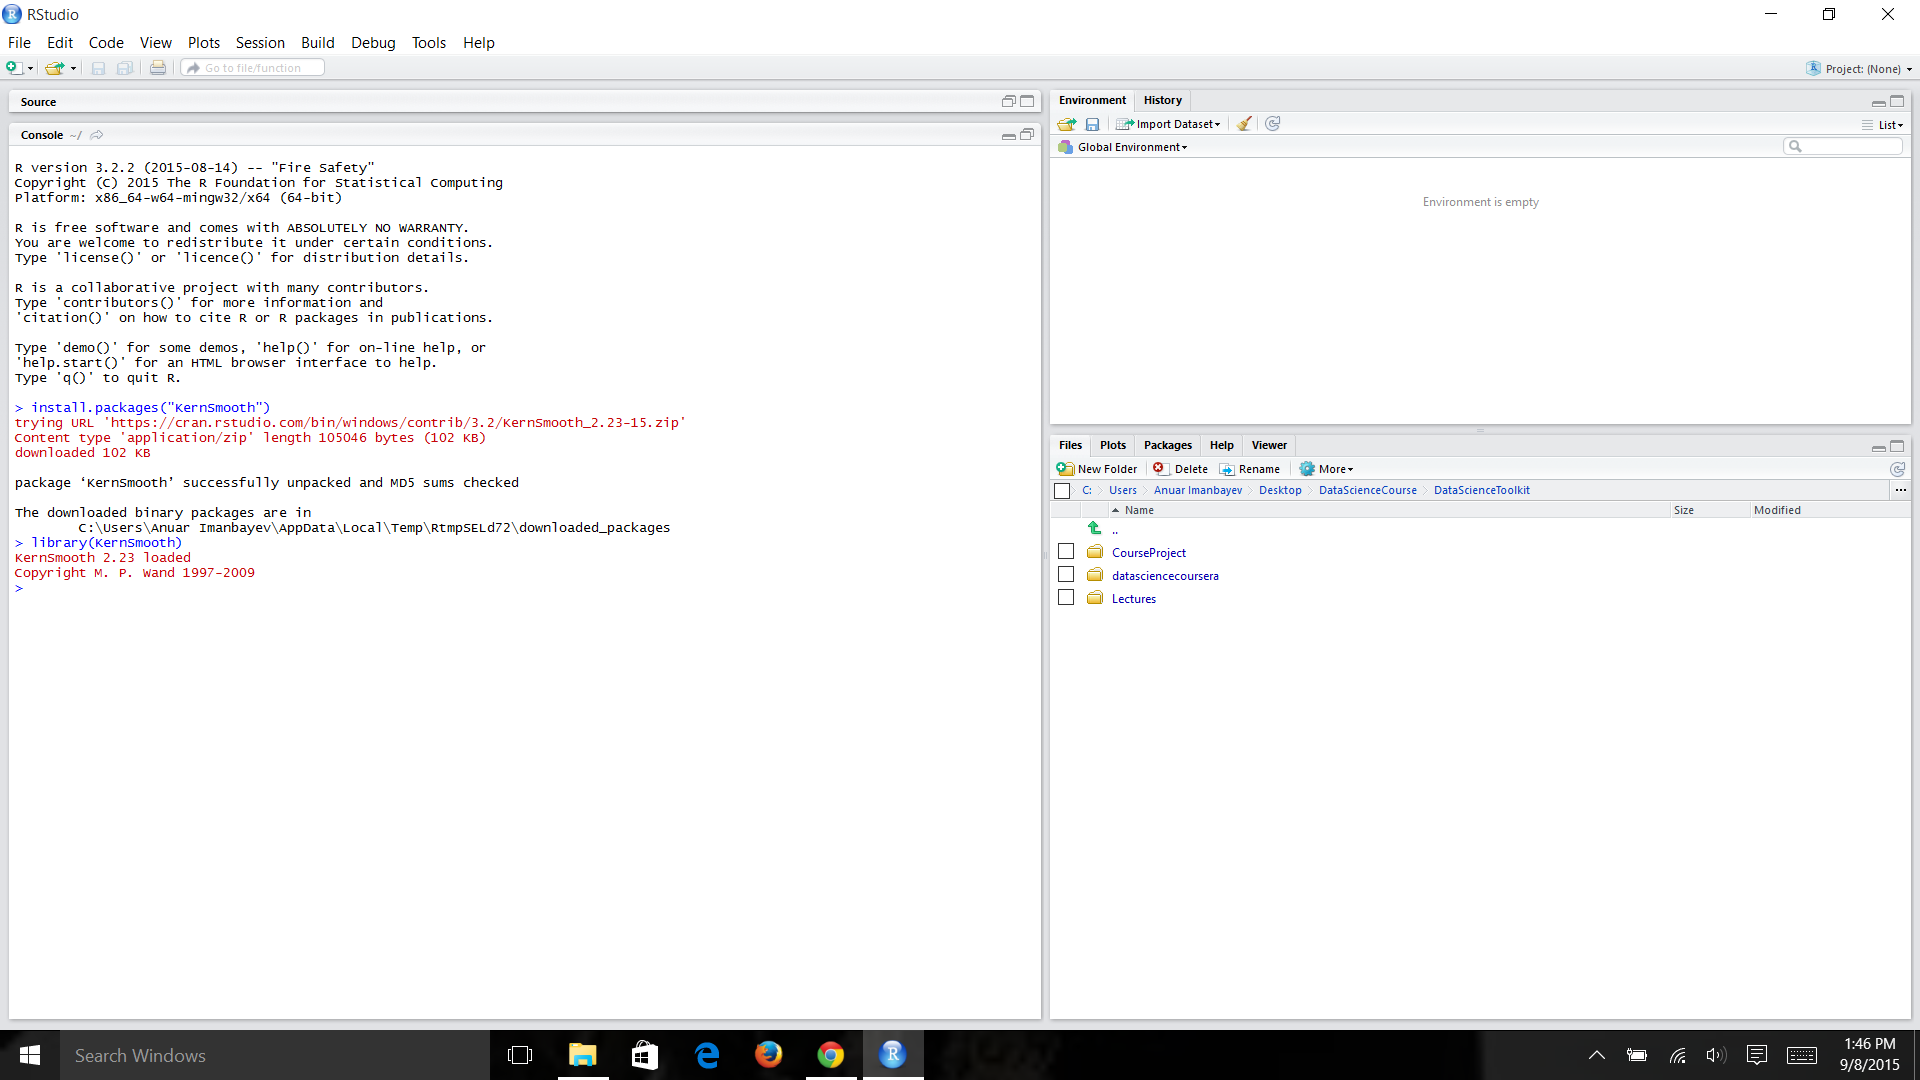 RStudio
File Edit Code View Plots Session Build Debug Tools Help
Go to file/function
Project: (None)
Source
Console ~/
R version 3.2.2 (2015-08-14) -- "Fire Safety"
Copyright (C) 2015 The R Foundation for Statistical Computing
Platform: x86_64-w64-mingw32/x64 (64-bit)
R is free software and comes with ABSOLUTELY NO WARRANTY.
You are welcome to redistribute it under certain conditions.
Type 'license()' or 'licence()' for distribution details.
R is a collaborative project with many contributors.
Type 'contributors()' for more information and
'citation()' on how to cite R or R packages in publications.
Type 'demo()' for some demos, 'help()' for on-line help, or
'help.start()' for an HTML browser interface to help.
Type 'q()' to quit R.
> install.packages("KernSmooth")
trying URL 'https://cran.rstudio.com/bin/windows/contrib/3.2/KernSmooth_2.23-15.zip'
Content type 'application/zip' length 105046 bytes (102 KB)
downloaded 102 KB
package ‘KernSmooth’ successfully unpacked and MD5 sums checked
The downloaded binary packages are in
C:\Users\Anuar Imanbayev\AppData\Local\Temp\RtmpSELd72\downloaded_packages
> library(KernSmooth)
KernSmooth 2.23 loaded
Copyright M. P. Wand 1997-2009
>
Environment History
Import Dataset
List
Global Environment
Environment is empty
Files Plots Packages Help Viewer
New Folder Delete Rename More
C: Users Anuar Imanbayev Desktop DataScienceCourse DataScienceToolkit ...
Name Size Modified
..
CourseProject
datasciencecoursera
Lectures
Search Windows
1:46 PM
9/8/2015